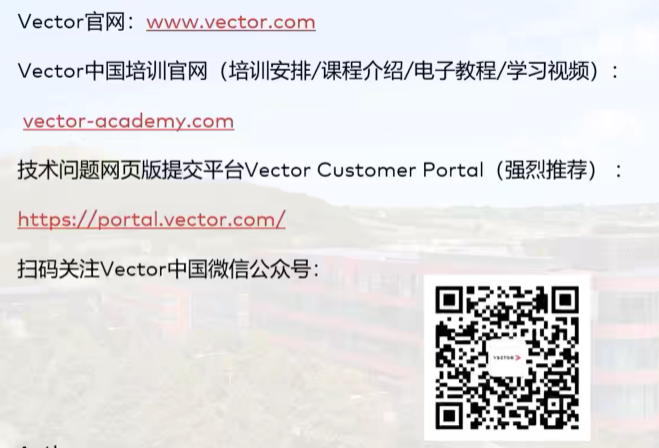 Vector官网：www.vector.com
Vector中国培训官网（培训安排/课程介绍/电子教程/学习视频）：
vector-academy.com
技术问题网页版提交平台Vector Customer Portal（强烈推荐）：
https://portal.vector.com/
扫码关注Vector中国微信公众号：
VECTOR